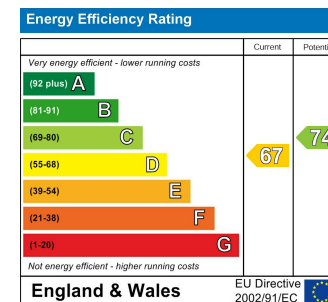 Energy Efficiency Rating
Current Potenti
Very energy efficient - lower running costs
(92 plus) A
(81-91) B
(69-80) C
74
(55-68) D
67
(39-54) E
(21-38) F
(1-20) G
Not energy efficient - higher running costs
England & Wales
EU Directive
2002/91/EC